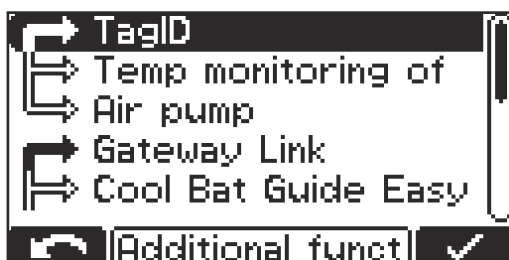 TagID
Temp monitoring of
Air pump
Gateway Link
Cool Bat Guide Easy
Additional funct